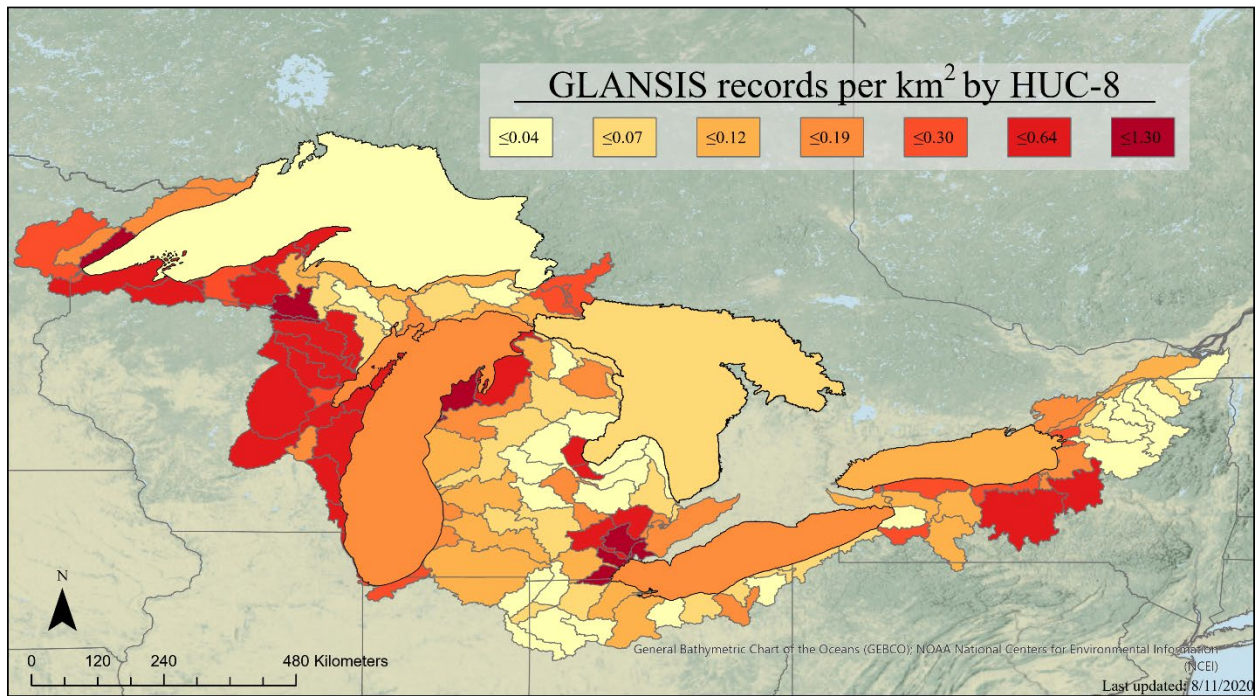 GLANSIS records per km² by HUC-8
≤0.04 ≤0.07 ≤0.12 ≤0.19 ≤0.30 ≤0.64 ≤1.30
N
0 120 240 480 Kilometers
General Bathymetric Chart of the Oceans (GEBCO); NOAA National Centers for Environmental Information
(NCEI)
Last updated: 8/11/2020